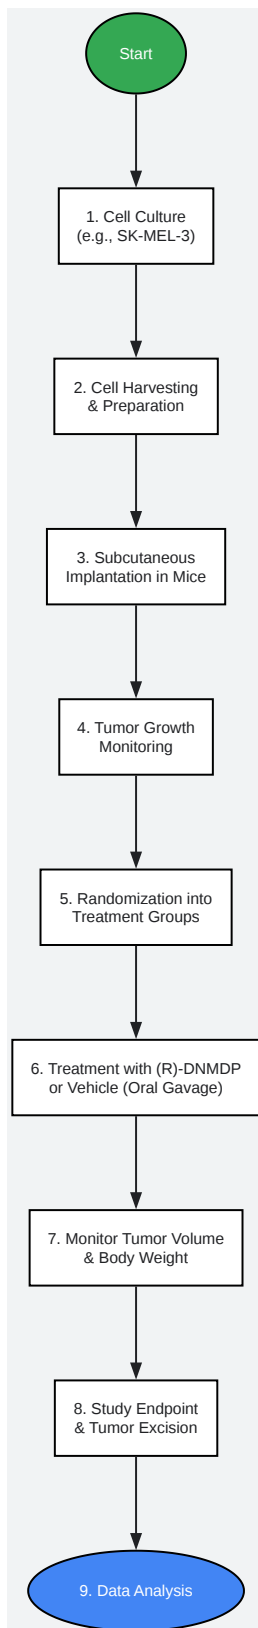 Start
1. Cell Culture
(e.g., SK-MEL-3)
2. Cell Harvesting
& Preparation
3. Subcutaneous
Implantation in Mice
4. Tumor Growth
Monitoring
5. Randomization into
Treatment Groups
6. Treatment with (R)-DNMDP
or Vehicle (Oral Gavage)
7. Monitor Tumor Volume
& Body Weight
8. Study Endpoint
& Tumor Excision
9. Data Analysis